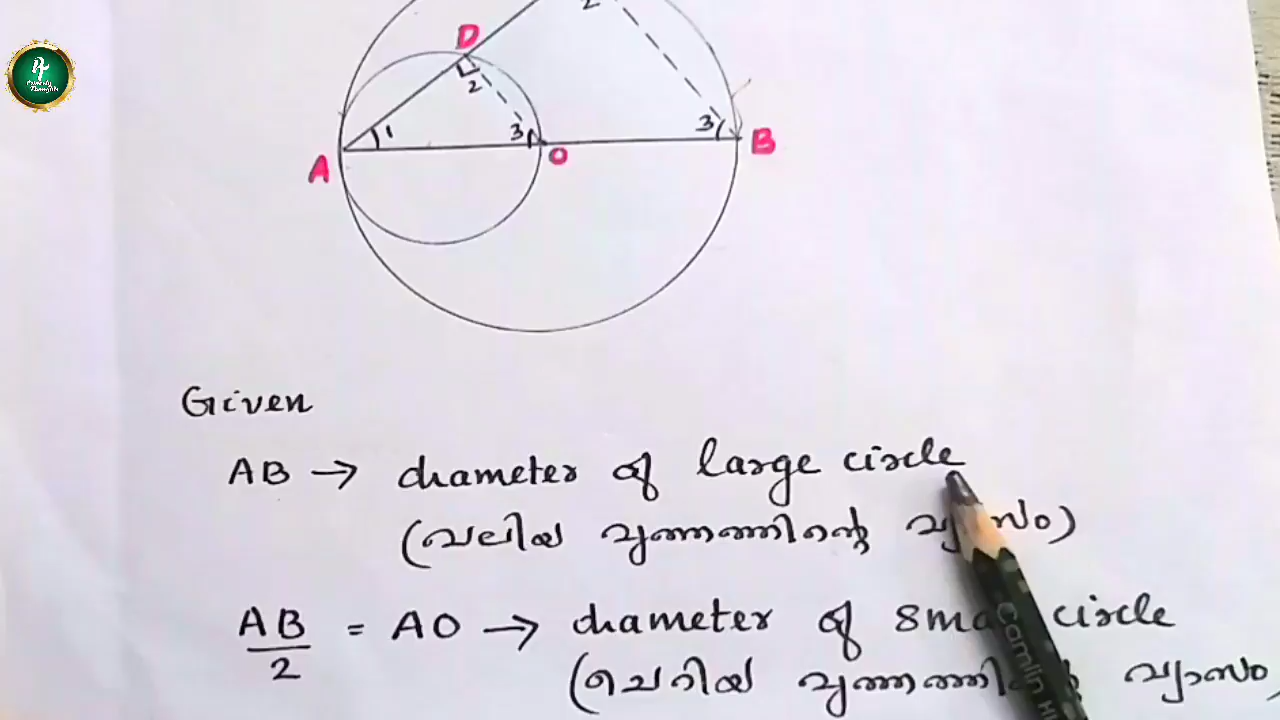 D
2
2
1
3
3
A
O
B
Given
AB → diameter of large circle
(വലിയ വൃത്തത്തിന്റെ വ്യാസം)
AB/2 = AO → diameter of circle
(ചെറിയ വൃത്തത്തിന്റെ വ്യാസം
Camlin